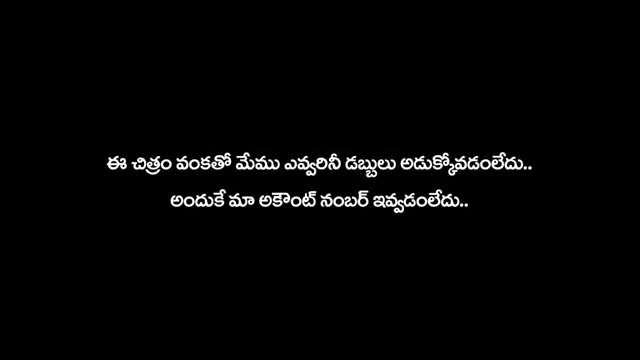 ఈ చిత్రం వంకతో మేము ఎవ్వరినీ డబ్బులు అడుక్కోవడంలేదు..
అందుకే మా అకౌంట్ నంబర్ ఇవ్వడంలేదు..